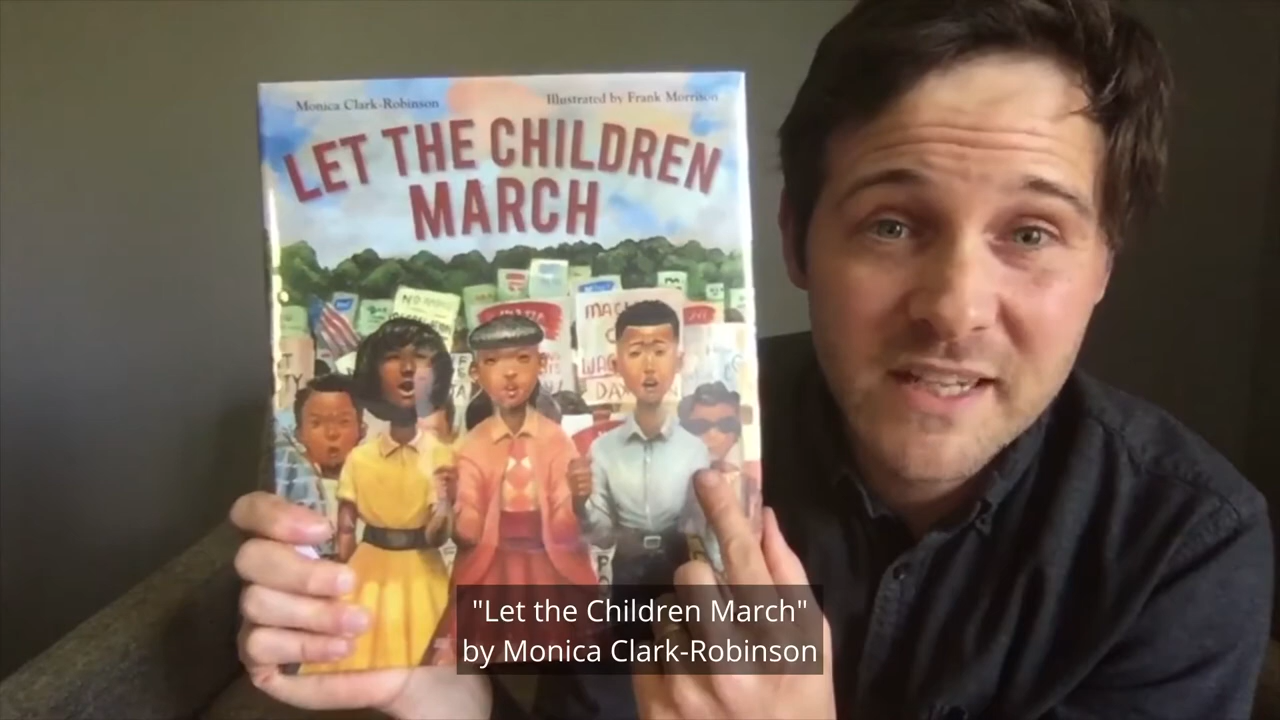 Monica Clark-Robinson
Illustrated by Frank Morrison
LET THE CHILDREN
MARCH
"Let the Children March"
by Monica Clark-Robinson